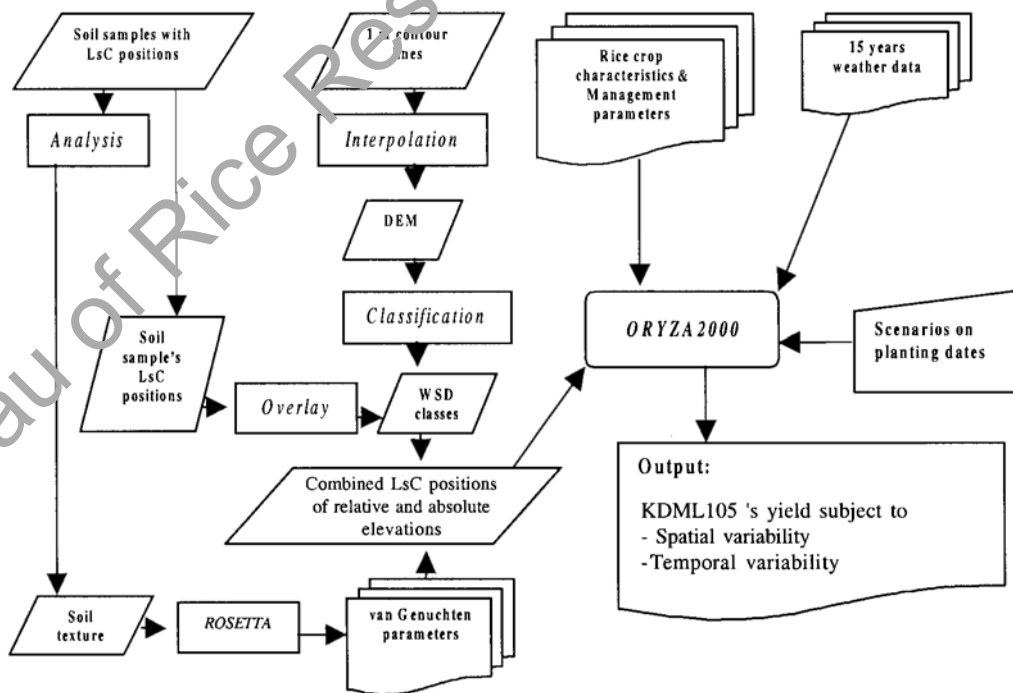 Soil samples with
LsC positions
contour
Rice crop
characteristics &
Management
parameters
15 years
weather data
Analysis
Interpolation
DEM
Classification
Soil
sample's
LsC
positions
Overlay
WSD
classes
ORYZA2000
Scenarios on
planting dates
Combined LsC positions
of relative and absolute
elevations
Output:
KDML105 's yield subject to
- Spatial variability
-Temporal variability
Soil
texture
ROSETTA
van Genuchten
parameters
of Rice